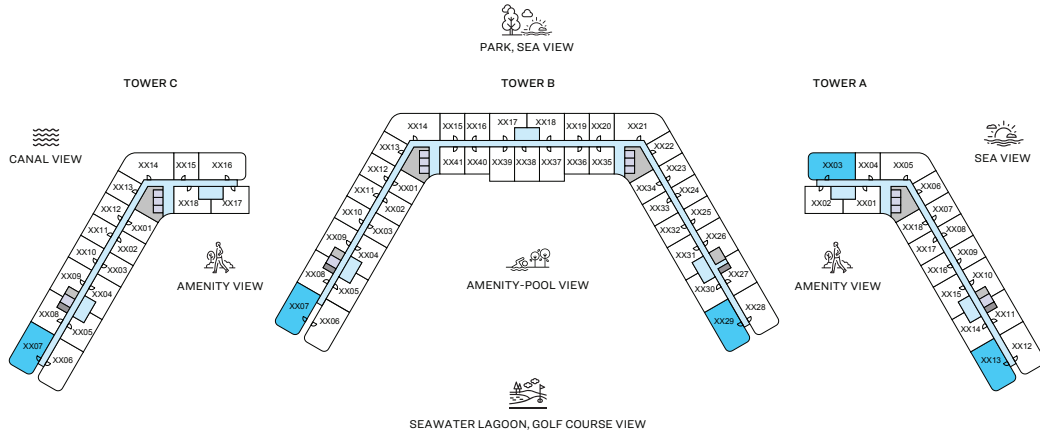 PARK, SEA VIEW
TOWER C
TOWER B
TOWER A
CANAL VIEW
SEA VIEW
XX14
XX15
XX16
XX13
XX12
XX11
XX10
XX09
XX08
XX07
XX06
XX05
XX04
XX03
XX02
XX01
XX18
XX17
AMENITY VIEW
XX14
XX15
XX16
XX17
XX18
XX19
XX20
XX21
XX13
XX12
XX11
XX10
XX09
XX08
XX07
XX06
XX05
XX04
XX03
XX02
XX01
XX41
XX40
XX39
XX38
XX37
XX36
XX35
XX22
XX23
XX24
XX25
XX26
XX27
XX28
XX29
XX30
XX31
XX32
XX33
XX34
AMENITY-POOL VIEW
XX03
XX04
XX05
XX02
XX01
XX06
XX07
XX08
XX09
XX10
XX11
XX12
XX13
XX14
XX15
XX16
XX17
XX18
AMENITY VIEW
SEAWATER LAGOON, GOLF COURSE VIEW